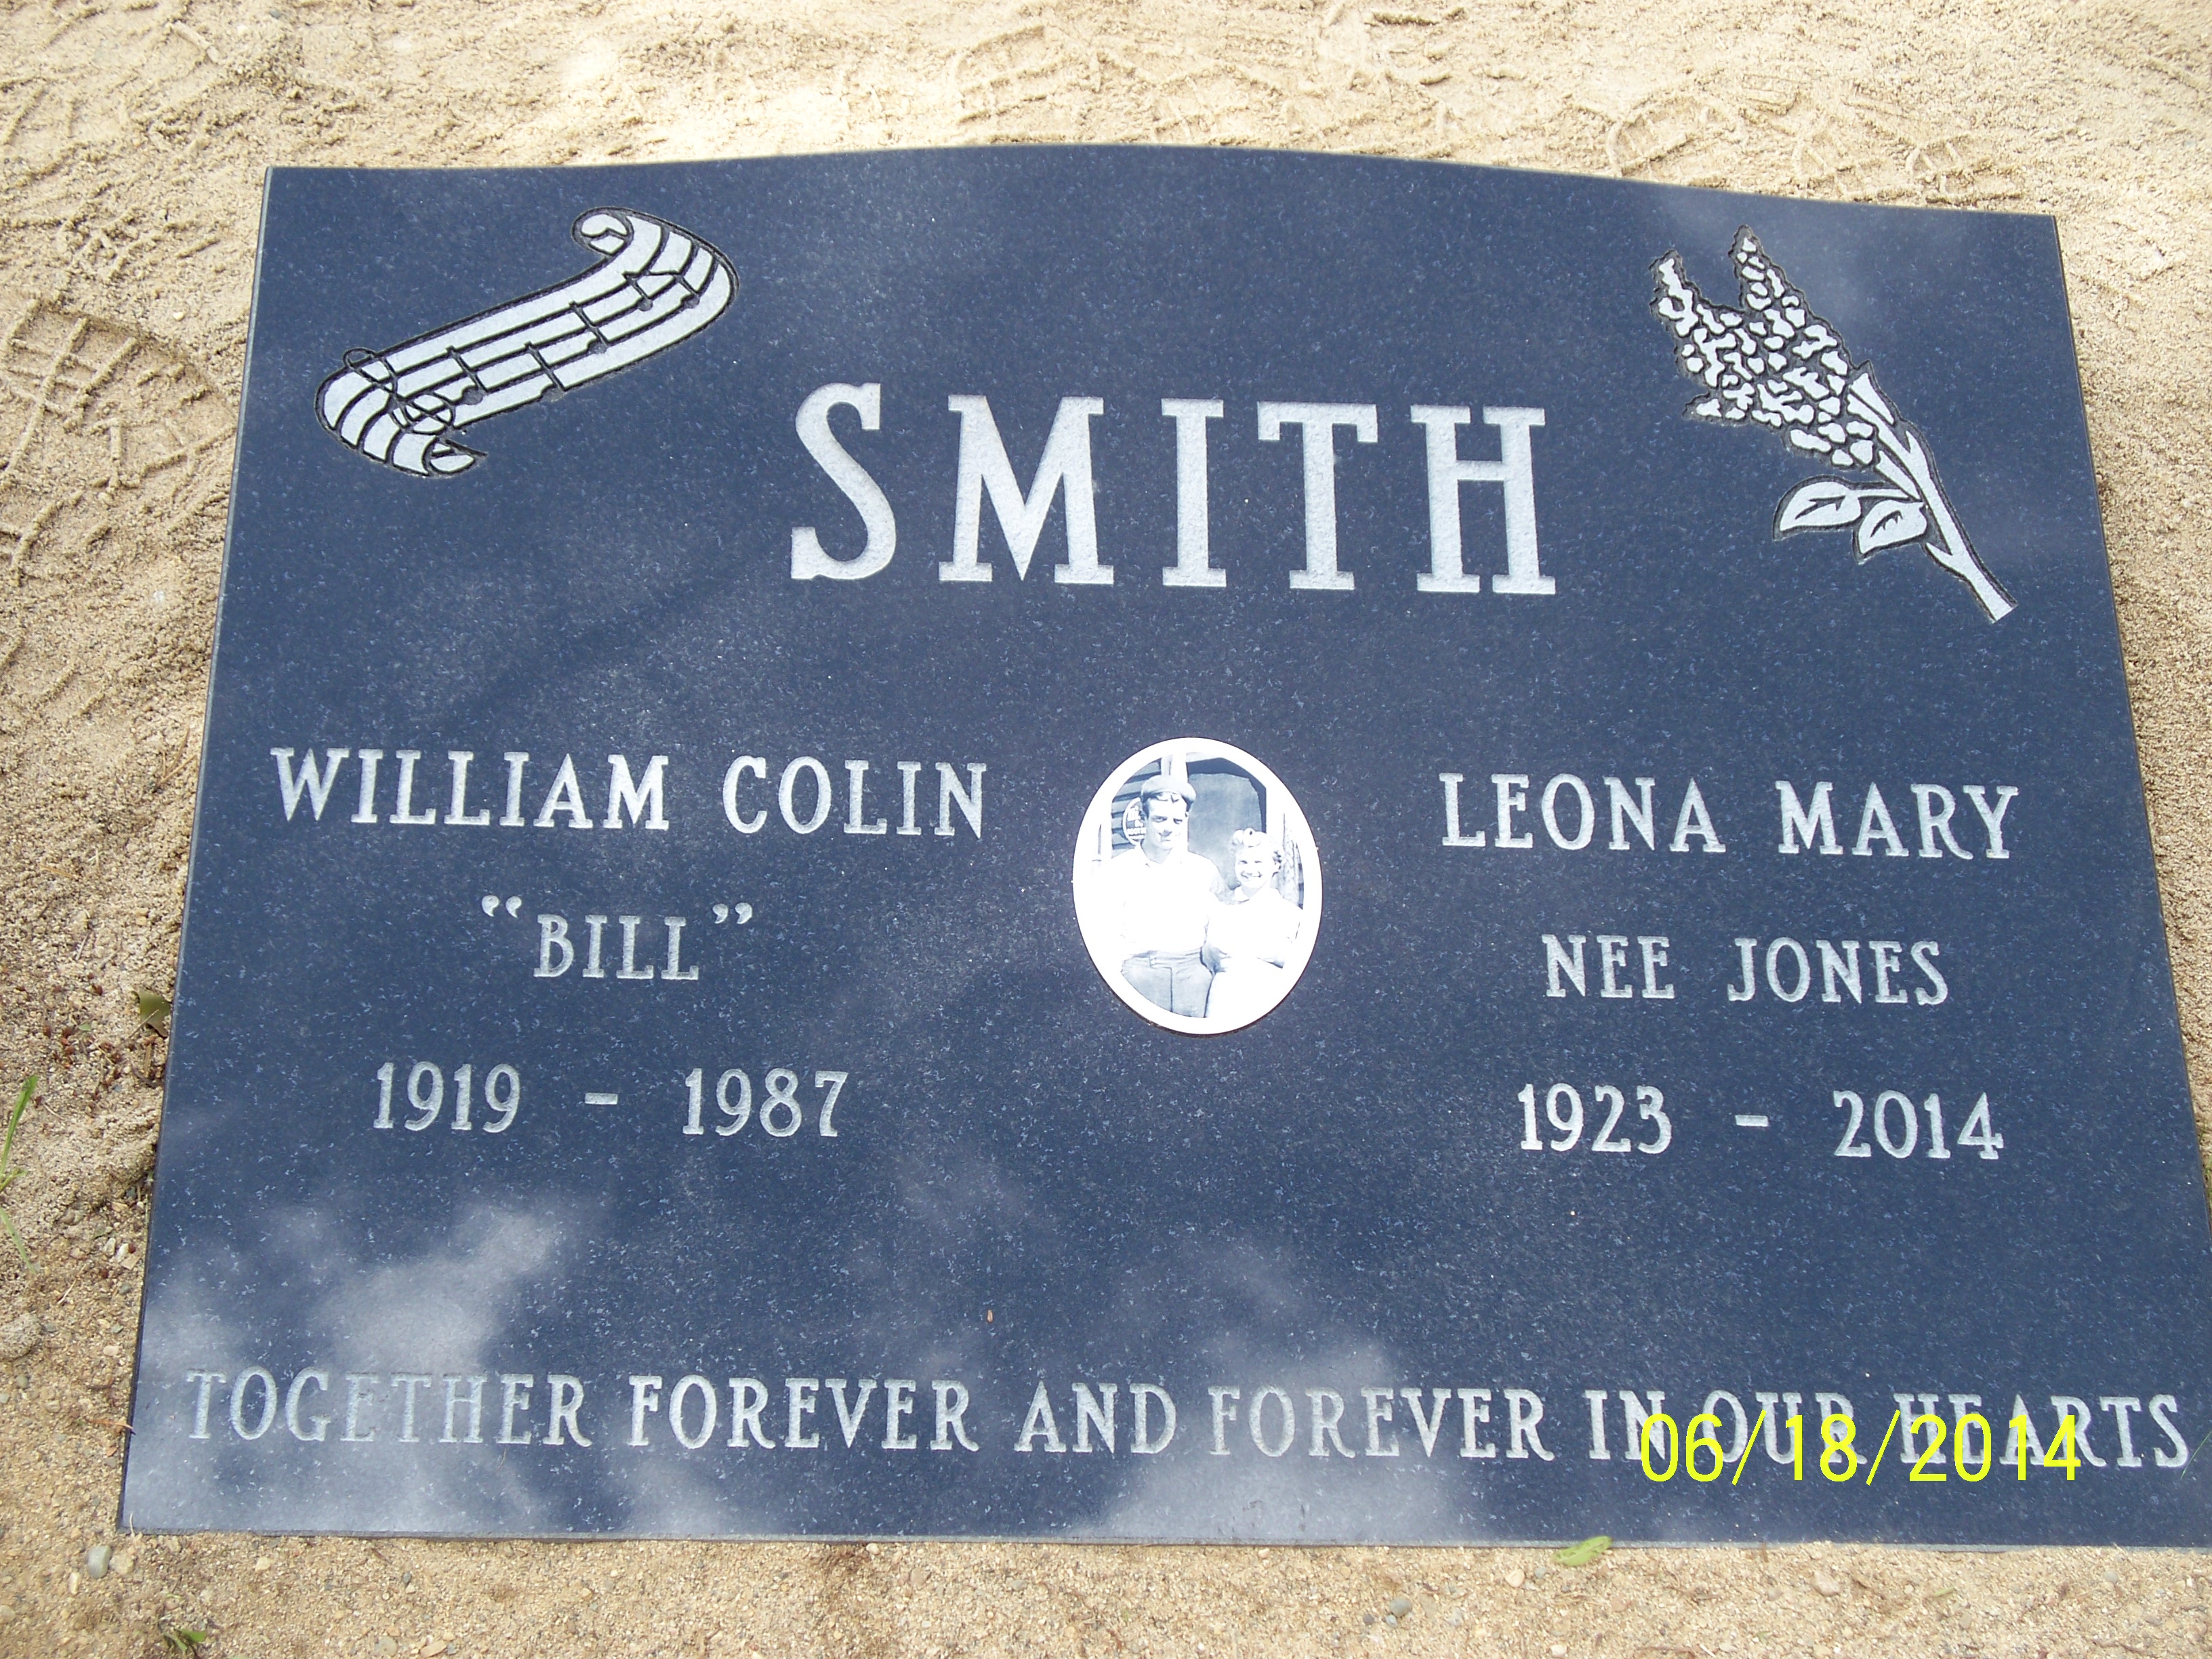 SMITH
WILLIAM COLIN
"BILL"
1919 - 1987
LEONA MARY
NEE JONES
1923 - 2014
TOGETHER FOREVER AND FOREVER IN OUR HEARTS
06/18/2014